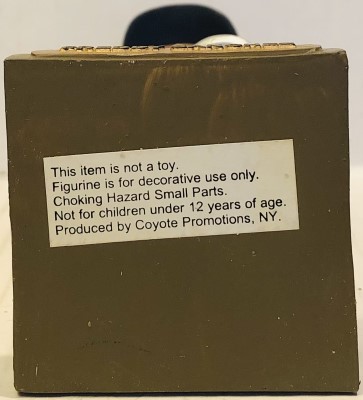 This item is not a toy.
Figurine is for decorative use only.
Choking Hazard Small Parts.
Not for children under 12 years of age.
Produced by Coyote Promotions, NY.